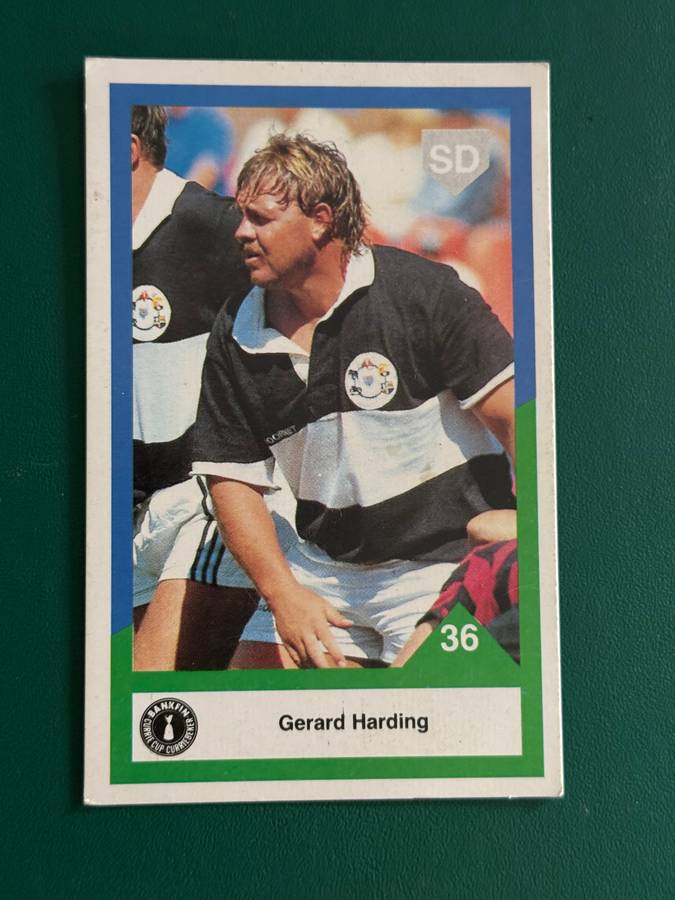 SD
36
BANKFIN
CURRIE CUP CURRIEBEKER
Gerard Harding